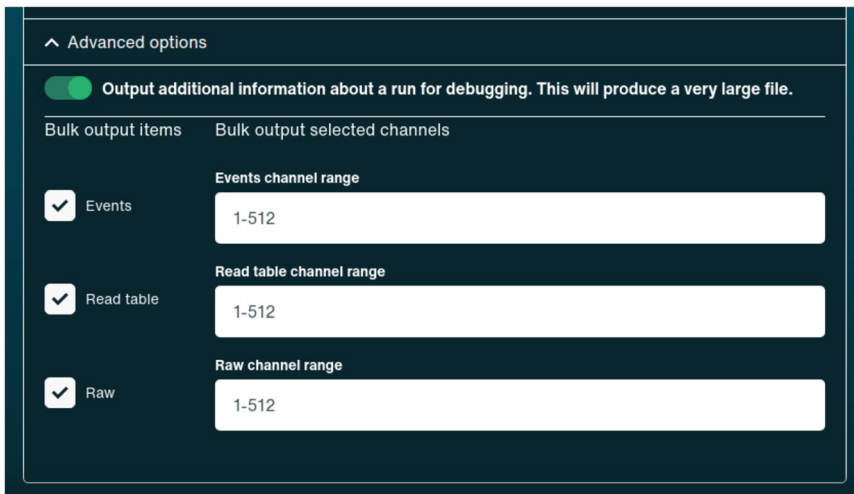 Advanced options
Output additional information about a run for debugging. This will produce a very large file.
Bulk output items Bulk output selected channels
Events channel range
Events
1-512
Read table channel range
Read table
1-512
Raw channel range
Raw
1-512